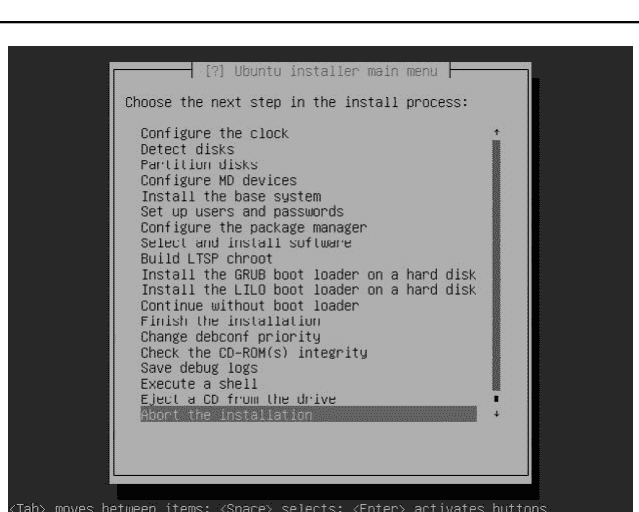 [?] Ubuntu installer main menu
Choose the next step in the install process:
Configure the clock
Detect disks
Partition disks
Configure MD devices
Install the base system
Set up users and passwords
Configure the package manager
Select and install software
Build LTSP chroot
Install the GRUB boot loader on a hard disk
Install the LILO boot loader on a hard disk
Continue without boot loader
Finish the installation
Change debconf priority
Check the CD-ROM(s) integrity
Save debug logs
Execute a shell
Eject a CD from the drive
Abort the installation
<Tab> moves between items; <Space> selects; <Enter> activates buttons